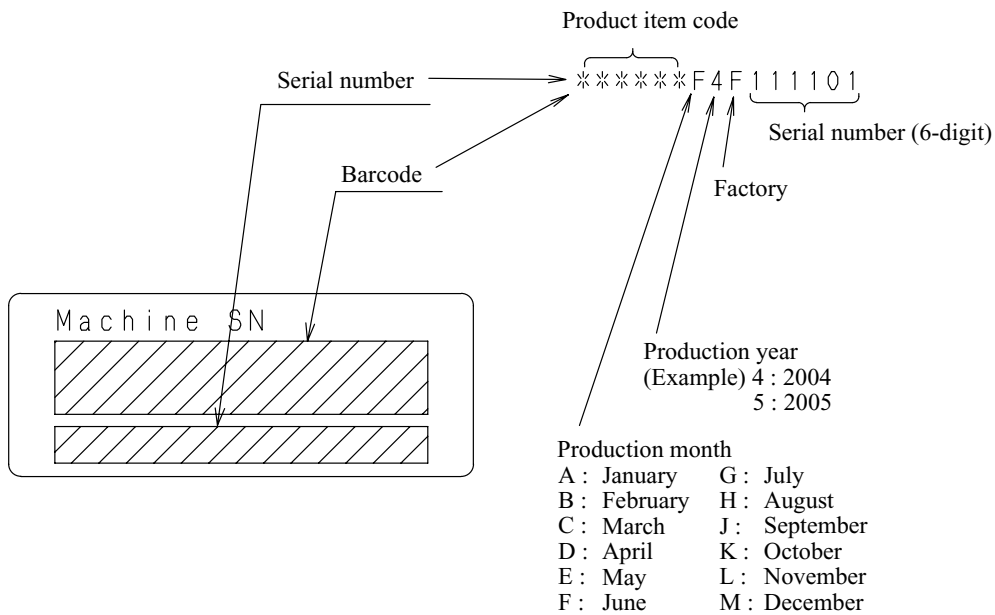 Product item code
Serial number
******F4F111101
Serial number (6-digit)
Barcode
Factory
Machine SN
Production year
(Example) 4 : 2004
5 : 2005
Production month
A : January G : July
B : February H : August
C : March J : September
D : April K : October
E : May L : November
F : June M : December